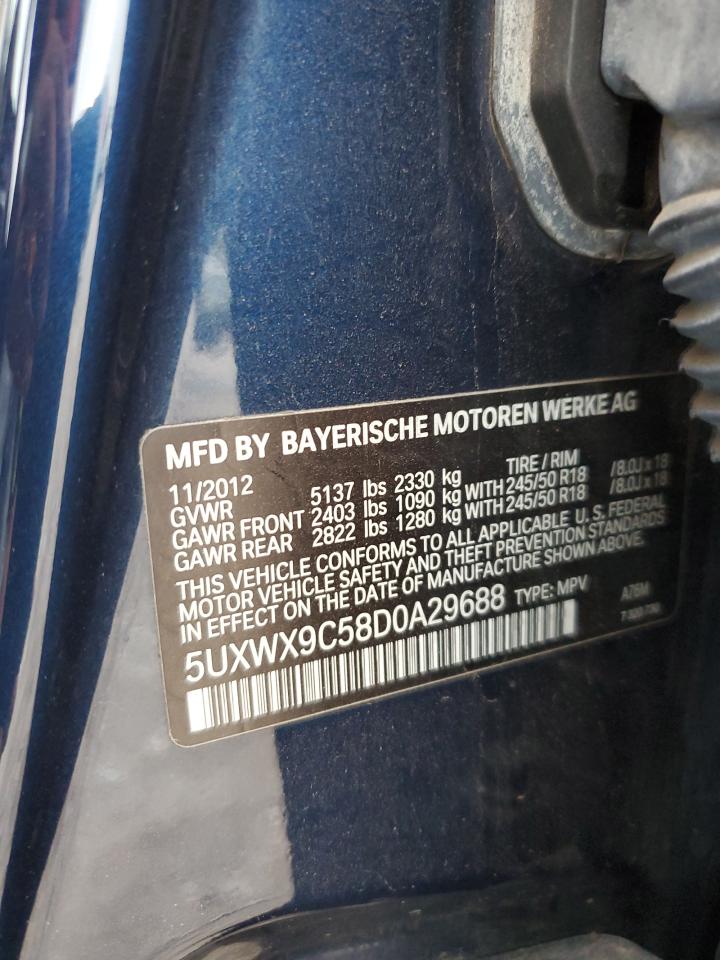 MFD BY BAYERISCHE MOTOREN WERKE AG
11/2012 TIRE / RIM
GVWR 5137 lbs 2330 kg
GAWR FRONT 2403 lbs 1090 kg WITH 245/50 R18 /8.0J x 18
GAWR REAR 2822 lbs 1280 kg WITH 245/50 R18 /8.0J x 18
THIS VEHICLE CONFORMS TO ALL APPLICABLE U. S. FEDERAL
MOTOR VEHICLE SAFETY AND THEFT PREVENTION STANDARDS
IN EFFECT ON THE DATE OF MANUFACTURE SHOWN ABOVE.
5UXWX9C58D0A29688 TYPE: MPV A76M